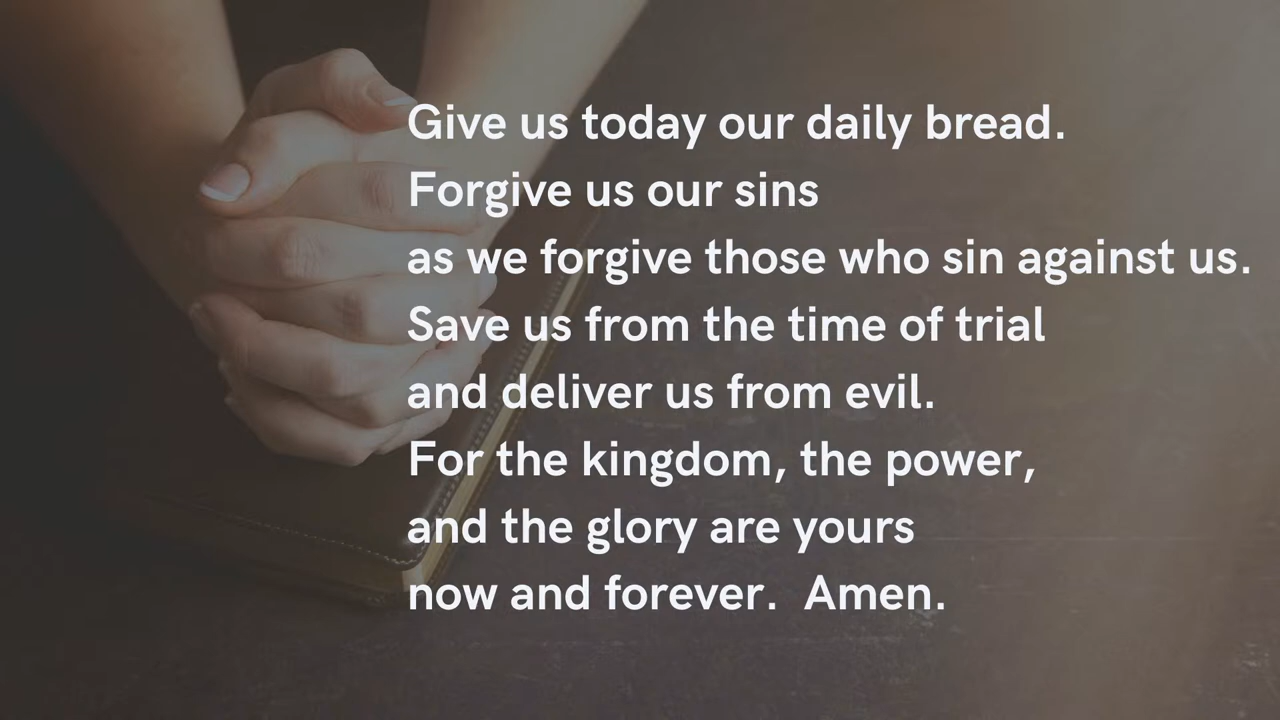 Give us today our daily bread.
Forgive us our sins
as we forgive those who sin against us.
Save us from the time of trial
and deliver us from evil.
For the kingdom, the power,
and the glory are yours
now and forever.  Amen.